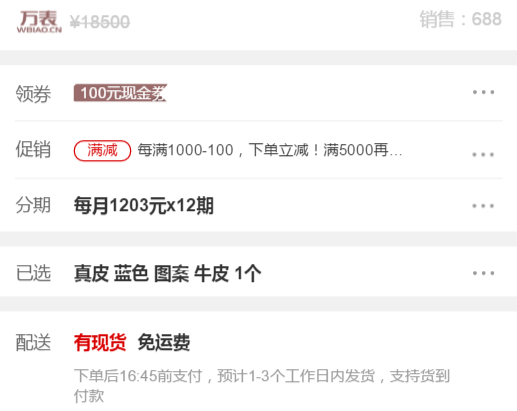 万表 ¥18500 销售：688
WBIAO.CN
领券 100元现金券
促销 满减 每满1000-100，下单立减！满5000再...
分期 每月1203元x12期
已选 真皮 蓝色 图案 牛皮 1个
配送 有现货 免运费
下单后16:45前支付，预计1-3个工作日内发货，支持货到
付款